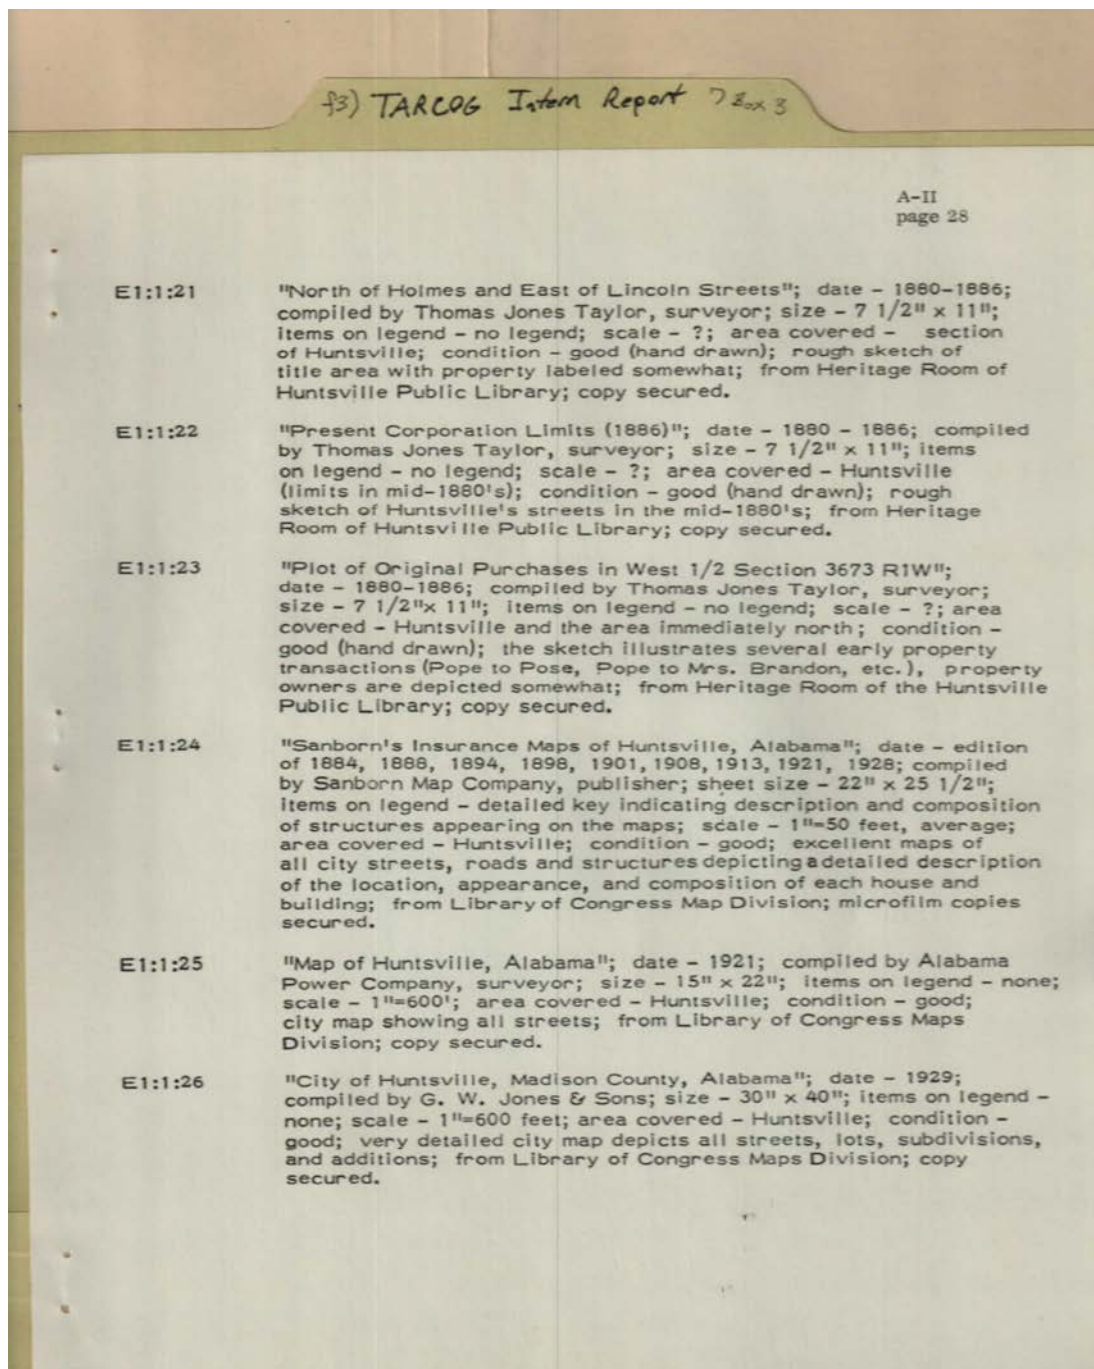 f3) TARCOG Intern Report Box 3
A-II
page 28
E1:1:21 "North of Holmes and East of Lincoln Streets"; date - 1880-1886;
compiled by Thomas Jones Taylor, surveyor; size - 7 1/2" x 11";
items on legend - no legend; scale - ?; area covered - section
of Huntsville; condition - good (hand drawn); rough sketch of
title area with property labeled somewhat; from Heritage Room of
Huntsville Public Library; copy secured.
E1:1:22 "Present Corporation Limits (1886)"; date - 1880 - 1886; compiled
by Thomas Jones Taylor, surveyor; size - 7 1/2" x 11"; items
on legend - no legend; scale - ?; area covered - Huntsville
(limits in mid-1880's); condition - good (hand drawn); rough
sketch of Huntsville's streets in the mid-1880's; from Heritage
Room of Huntsville Public Library; copy secured.
E1:1:23 "Plot of Original Purchases in West 1/2 Section 3673 R1W";
date - 1880-1886; compiled by Thomas Jones Taylor, surveyor;
size - 7 1/2"x 11"; items on legend - no legend; scale - ?; area
covered - Huntsville and the area immediately north; condition -
good (hand drawn); the sketch illustrates several early property
transactions (Pope to Pose, Pope to Mrs. Brandon, etc.), property
owners are depicted somewhat; from Heritage Room of the Huntsville
Public Library; copy secured.
E1:1:24 "Sanborn's Insurance Maps of Huntsville, Alabama"; date - edition
of 1884, 1888, 1894, 1898, 1901, 1908, 1913, 1921, 1928; compiled
by Sanborn Map Company, publisher; sheet size - 22" x 25 1/2";
items on legend - detailed key indicating description and composition
of structures appearing on the maps; scale - 1"=50 feet, average;
area covered - Huntsville; condition - good; excellent maps of
all city streets, roads and structures depicting a detailed description
of the location, appearance, and composition of each house and
building; from Library of Congress Map Division; microfilm copies
secured.
E1:1:25 "Map of Huntsville, Alabama"; date - 1921; compiled by Alabama
Power Company, surveyor; size - 15" x 22"; items on legend - none;
scale - 1"=600'; area covered - Huntsville; condition - good;
city map showing all streets; from Library of Congress Maps
Division; copy secured.
E1:1:26 "City of Huntsville, Madison County, Alabama"; date - 1929;
compiled by G. W. Jones & Sons; size - 30" x 40"; items on legend -
none; scale - 1"=600 feet; area covered - Huntsville; condition -
good; very detailed city map depicts all streets, lots, subdivisions,
and additions; from Library of Congress Maps Division; copy
secured.